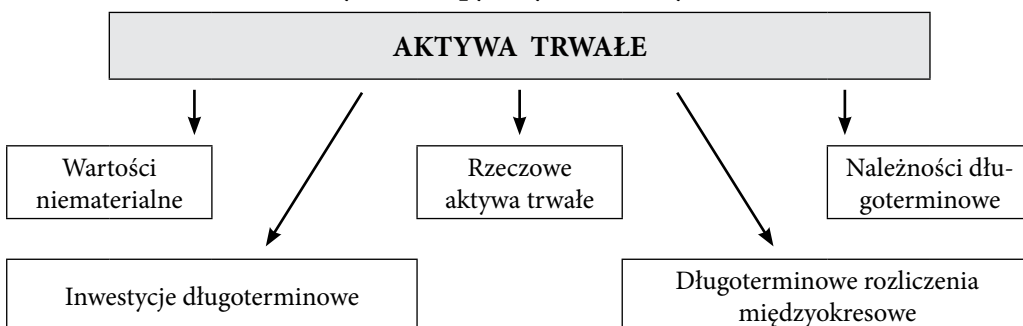 AKTYWA TRWAŁE
Wartości
niematerialne
Rzeczowe
aktywa trwałe
Należności dłu-
goterminowe
Inwestycje długoterminowe
Długoterminowe rozliczenia
międzyokresowe